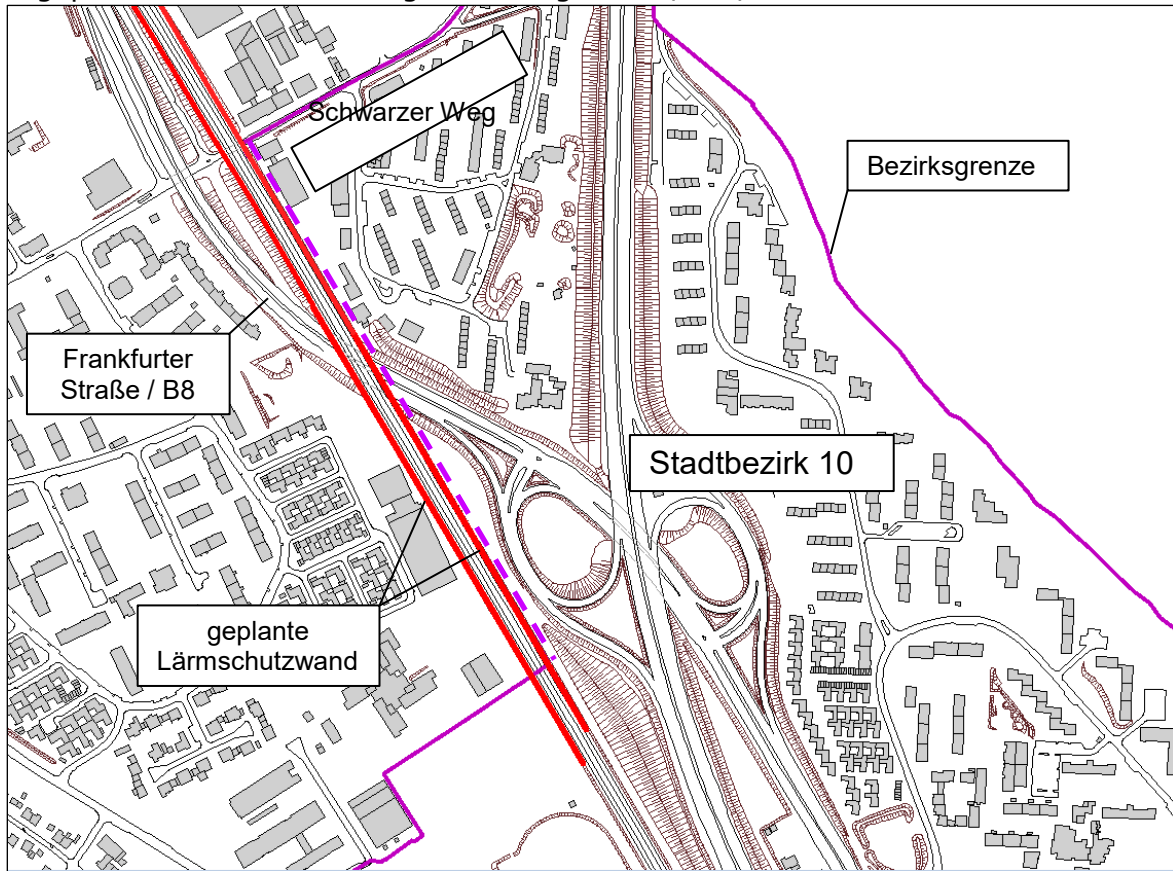 Schwarzer Weg
Bezirksgrenze
Frankfurter
Straße / B8
Stadtbezirk 10
geplante
Lärmschutzwand